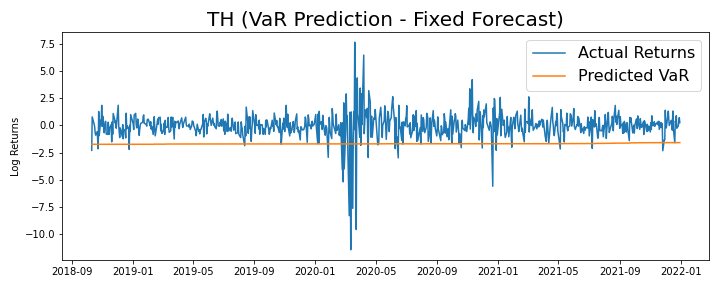 TH (VaR Prediction - Fixed Forecast)
Actual Returns
Predicted VaR
Log Returns
7.5
5.0
2.5
0.0
−2.5
−5.0
−7.5
−10.0
2018-09 2019-01 2019-05 2019-09 2020-01 2020-05 2020-09 2021-01 2021-05 2021-09 2022-01